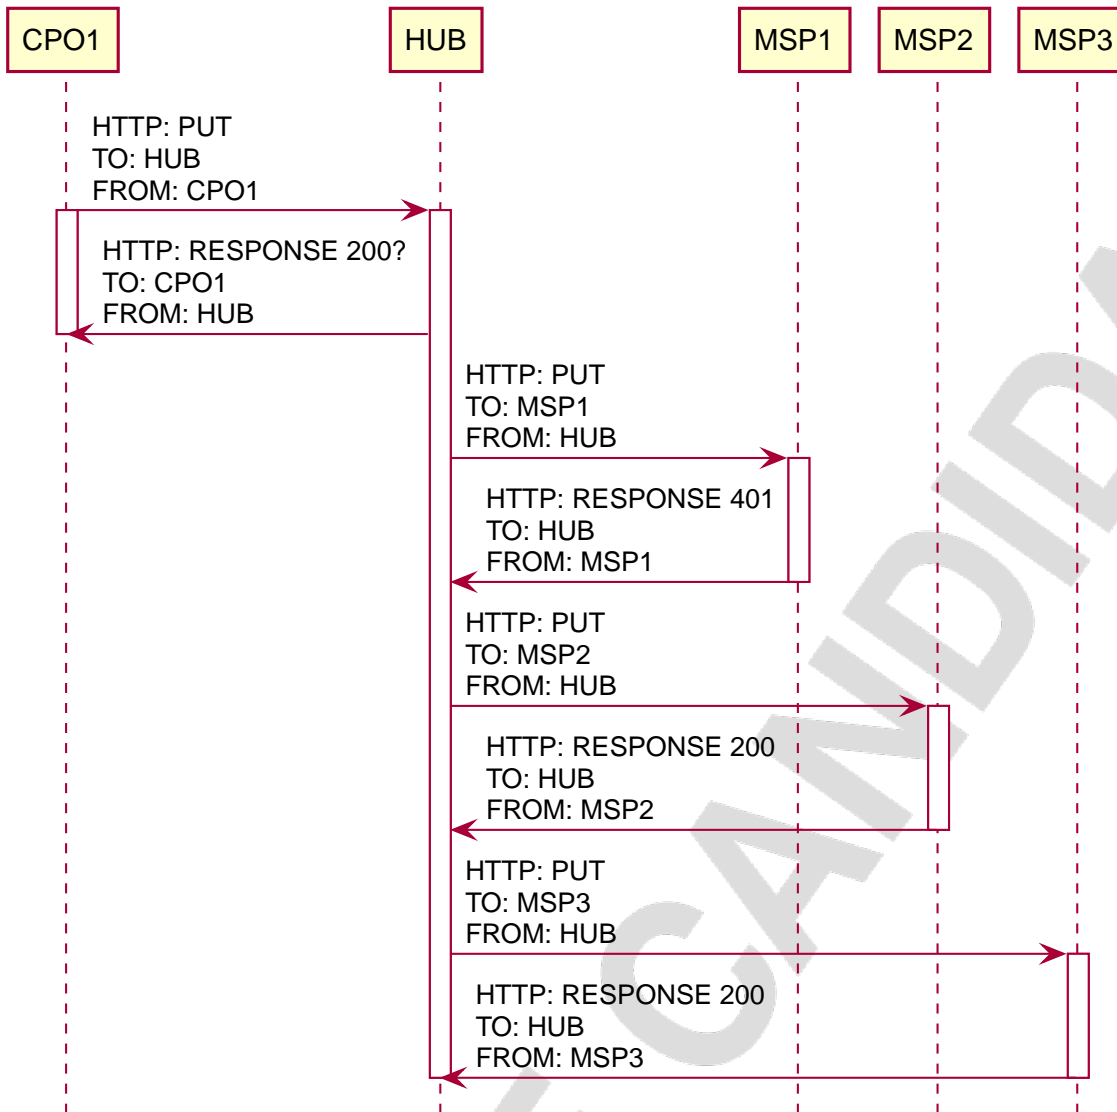 CPO1
HUB
MSP1
MSP2
MSP3
HTTP: PUT
TO: HUB
FROM: CPO1
HTTP: RESPONSE 200?
TO: CPO1
FROM: HUB
HTTP: PUT
TO: MSP1
FROM: HUB
HTTP: RESPONSE 401
TO: HUB
FROM: MSP1
HTTP: PUT
TO: MSP2
FROM: HUB
HTTP: RESPONSE 200
TO: HUB
FROM: MSP2
HTTP: PUT
TO: MSP3
FROM: HUB
HTTP: RESPONSE 200
TO: HUB
FROM: MSP3